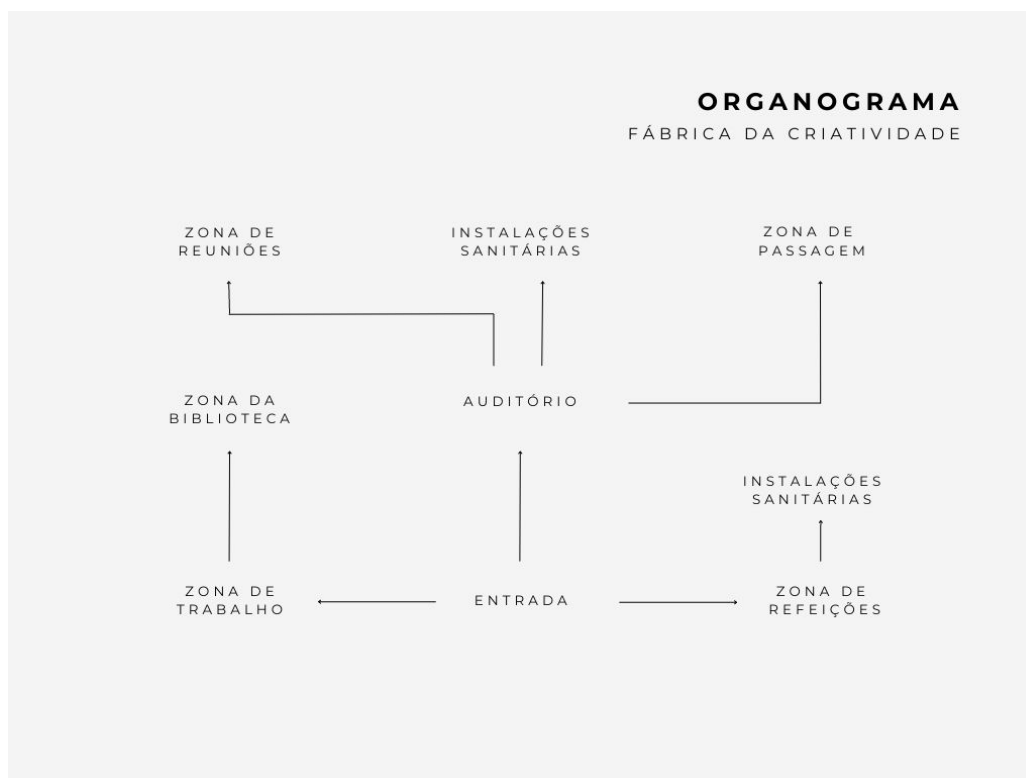 ORGANOGRAMA
FÁBRICA DA CRIATIVIDADE
ZONA DE
REUNIÕES
INSTALAÇÕES
SANITÁRIAS
ZONA DE
PASSAGEM
ZONA DA
BIBLIOTECA
AUDITÓRIO
INSTALAÇÕES
SANITÁRIAS
ZONA DE
TRABALHO
ENTRADA
ZONA DE
REFEIÇÕES